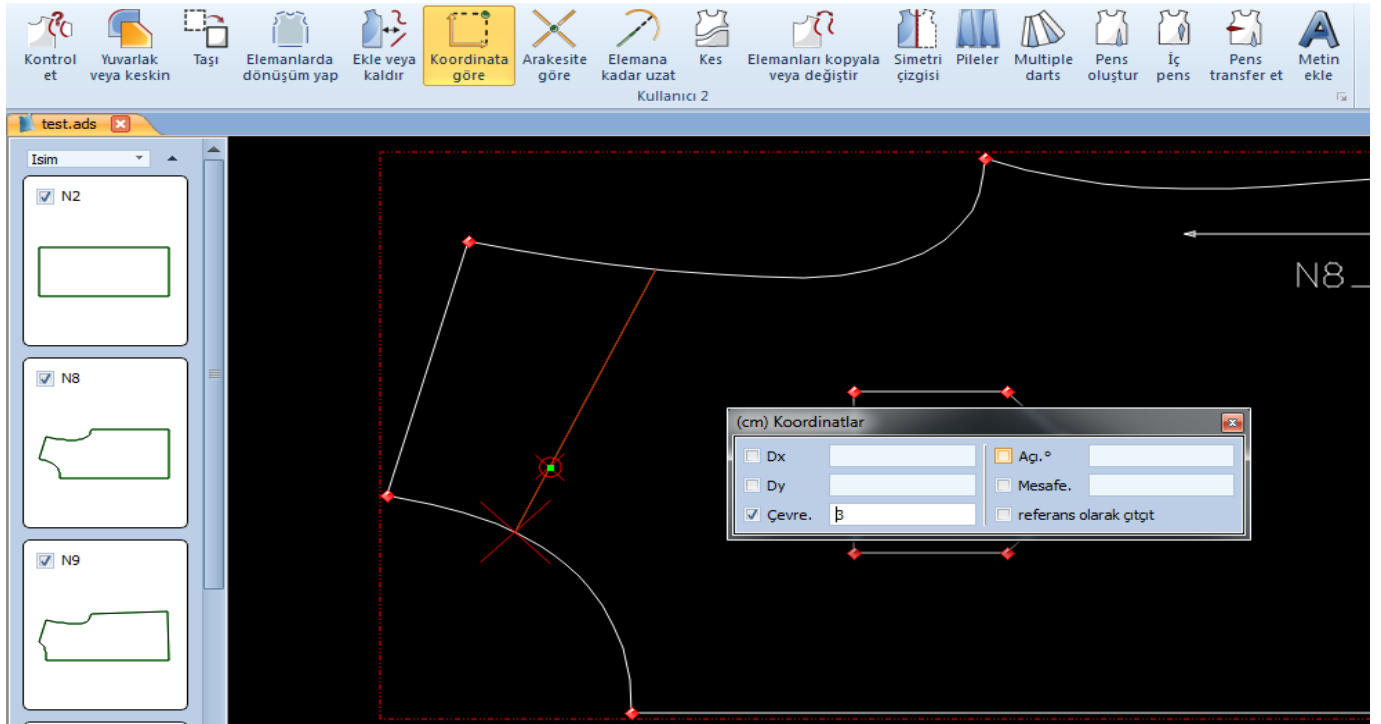 Kontrol et
Yuvarlak veya keskin
Taşı
Elemanlarda dönüşüm yap
Ekle veya kaldır
Koordinata göre
Arakesite göre
Elemana kadar uzat
Kes
Elemanları kopyala veya değiştir
Simetri çizgisi
Pileler
Multiple darts
Pens oluştur
İç pens
Pens transfer et
Metin ekle
Kullanıcı 2
test.ads
Isim
N2
N8
N9
N8_
(cm) Koordinatlar
Dx
Açı.°
Dy
Mesafe.
Çevre.
3
referans olarak çıtçıt